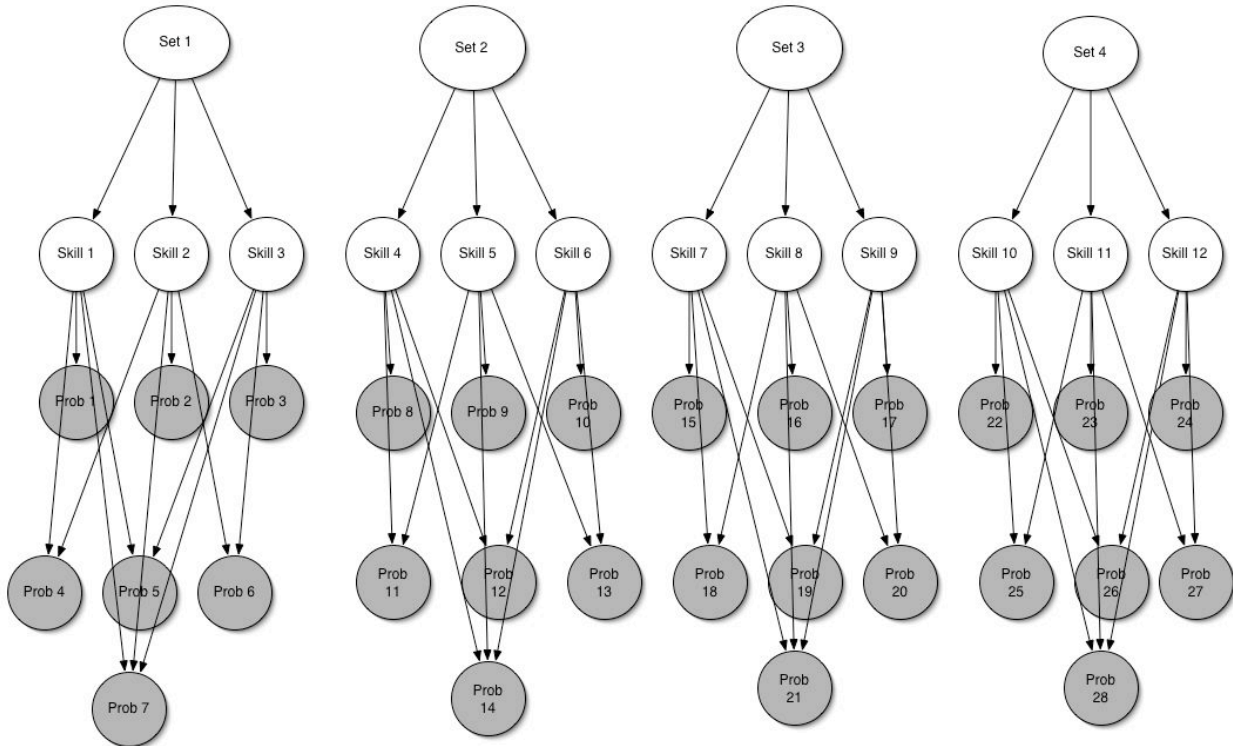 Set 1
Set 2
Set 3
Set 4
Skill 1
Skill 2
Skill 3
Skill 4
Skill 5
Skill 6
Skill 7
Skill 8
Skill 9
Skill 10
Skill 11
Skill 12
Prob 1
Prob 2
Prob 3
Prob 8
Prob 9
Prob
10
Prob
15
Prob
16
Prob
17
Prob
22
Prob
23
Prob
24
Prob 4
Prob 5
Prob 6
Prob
11
Prob
12
Prob
13
Prob
18
Prob
19
Prob
20
Prob
25
Prob
26
Prob
27
Prob 7
Prob
14
Prob
21
Prob
28